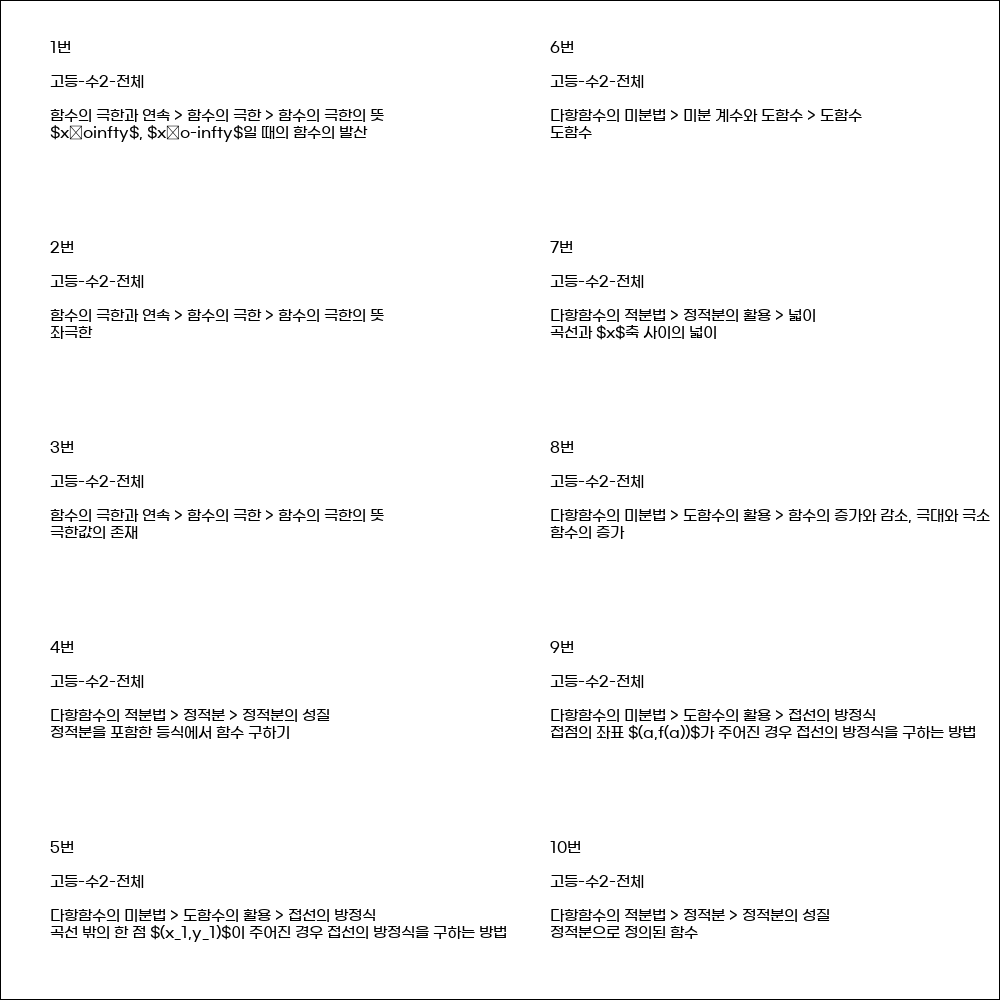 1번
고등-수2-전체
함수의 극한과 연속 > 함수의 극한 > 함수의 극한의 뜻
$x☒oinfty$, $x☒o-infty$일 때의 함수의 발산
2번
고등-수2-전체
함수의 극한과 연속 > 함수의 극한 > 함수의 극한의 뜻
좌극한
3번
고등-수2-전체
함수의 극한과 연속 > 함수의 극한 > 함수의 극한의 뜻
극한값의 존재
4번
고등-수2-전체
다항함수의 적분법 > 정적분 > 정적분의 성질
정적분을 포함한 등식에서 함수 구하기
5번
고등-수2-전체
다항함수의 미분법 > 도함수의 활용 > 접선의 방정식
곡선 밖의 한 점 $(x_1,y_1)$이 주어진 경우 접선의 방정식을 구하는 방법
6번
고등-수2-전체
다항함수의 미분법 > 미분 계수와 도함수 > 도함수
도함수
7번
고등-수2-전체
다항함수의 적분법 > 정적분의 활용 > 넓이
곡선과 $x$축 사이의 넓이
8번
고등-수2-전체
다항함수의 미분법 > 도함수의 활용 > 함수의 증가와 감소, 극대와 극소
함수의 증가
9번
고등-수2-전체
다항함수의 미분법 > 도함수의 활용 > 접선의 방정식
접점의 좌표 $(a,f(a))$가 주어진 경우 접선의 방정식을 구하는 방법
10번
고등-수2-전체
다항함수의 적분법 > 정적분 > 정적분의 성질
정적분으로 정의된 함수